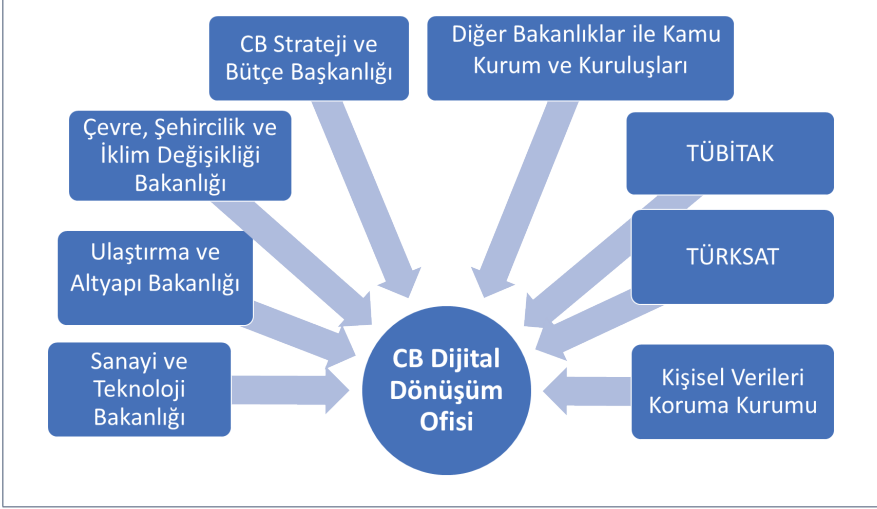 CB Strateji ve
Bütçe Başkanlığı
Diğer Bakanlıklar ile Kamu
Kurum ve Kuruluşları
Çevre, Şehircilik ve
İklim Değişikliği
Bakanlığı
TÜBİTAK
Ulaştırma ve
Altyapı Bakanlığı
TÜRKSAT
Sanayi ve
Teknoloji
Bakanlığı
CB Dijital
Dönüşüm
Ofisi
Kişisel Verileri
Koruma Kurumu